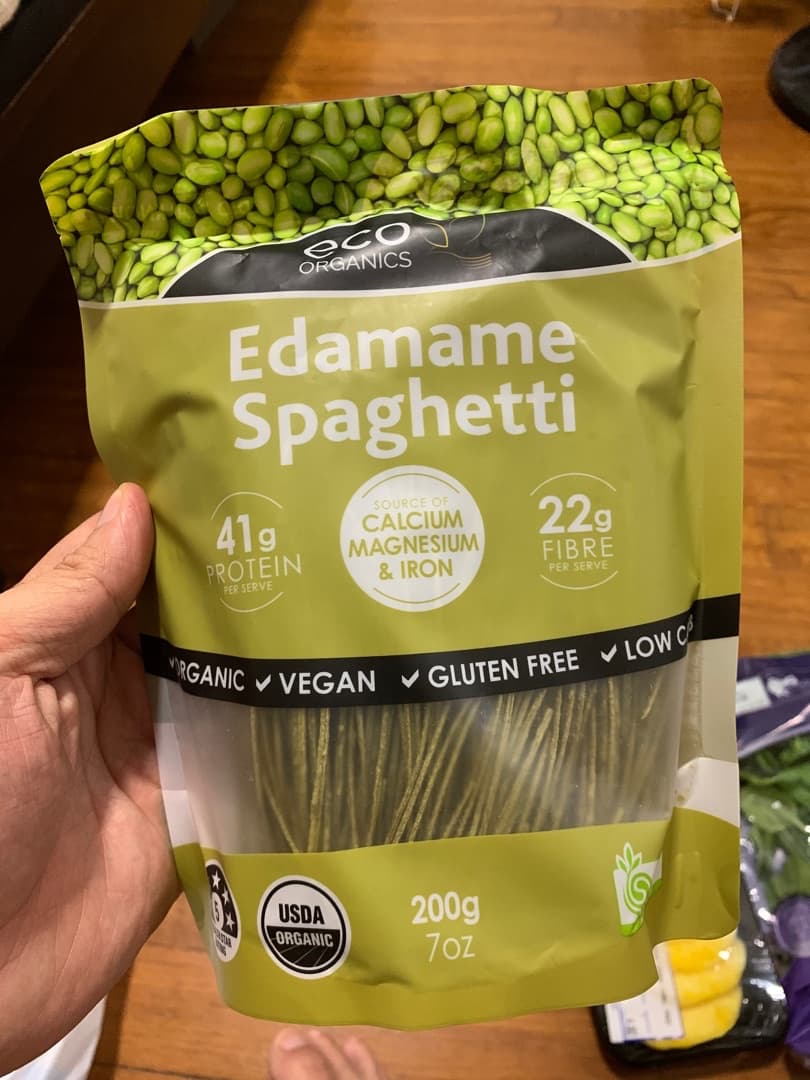 eco
ORGANICS
Edamame
Spaghetti
41g
PROTEIN
PER SERVE
SOURCE OF
CALCIUM
MAGNESIUM
& IRON
22g
FIBRE
PER SERVE
✓ORGANIC ✓ VEGAN ✓ GLUTEN FREE ✓ LOW
5
USDA
ORGANIC
200g
7oz